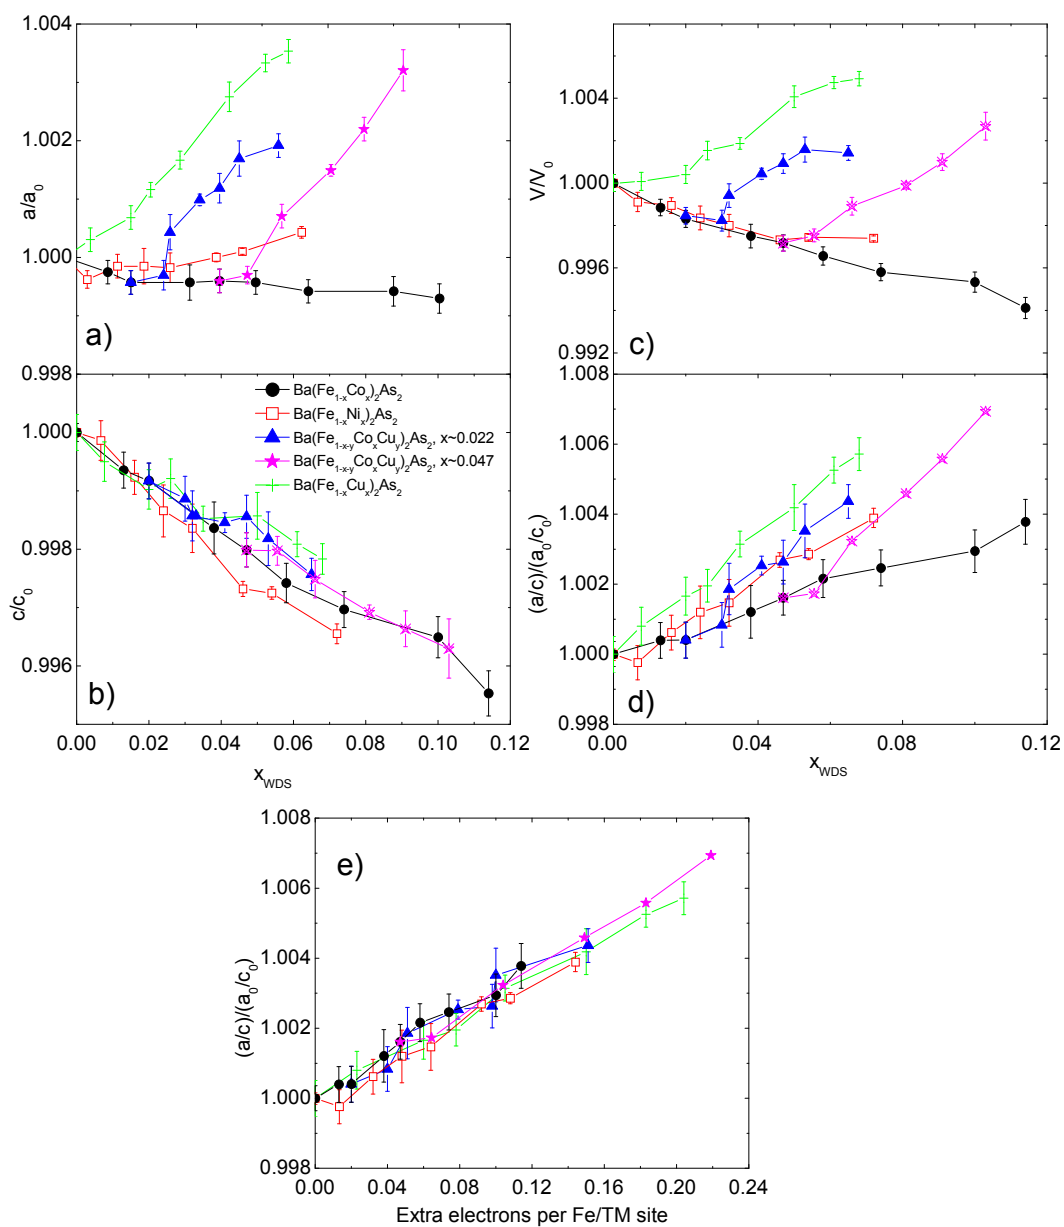 1.004
1.002
1.000
a/a0
a)
1.004
1.000
0.996
0.992
V/V0
c)
0.998
1.000
0.998
0.996
c/c0
b)
Ba(Fe1-xCox)2As2
Ba(Fe1-xNix)2As2
Ba(Fe1-x-yCoxCuy)2As2, x~0.022
Ba(Fe1-x-yCoxCuy)2As2, x~0.047
Ba(Fe1-xCux)2As2
0.00 0.02 0.04 0.06 0.08 0.10 0.12
xWDS
1.008
1.006
1.004
1.002
1.000
0.998
(a/c)/(a0/c0)
d)
0.00 0.04 0.08 0.12
xWDS
1.008
1.006
1.004
1.002
1.000
0.998
(a/c)/(a0/c0)
e)
0.00 0.04 0.08 0.12 0.16 0.20 0.24
Extra electrons per Fe/TM site